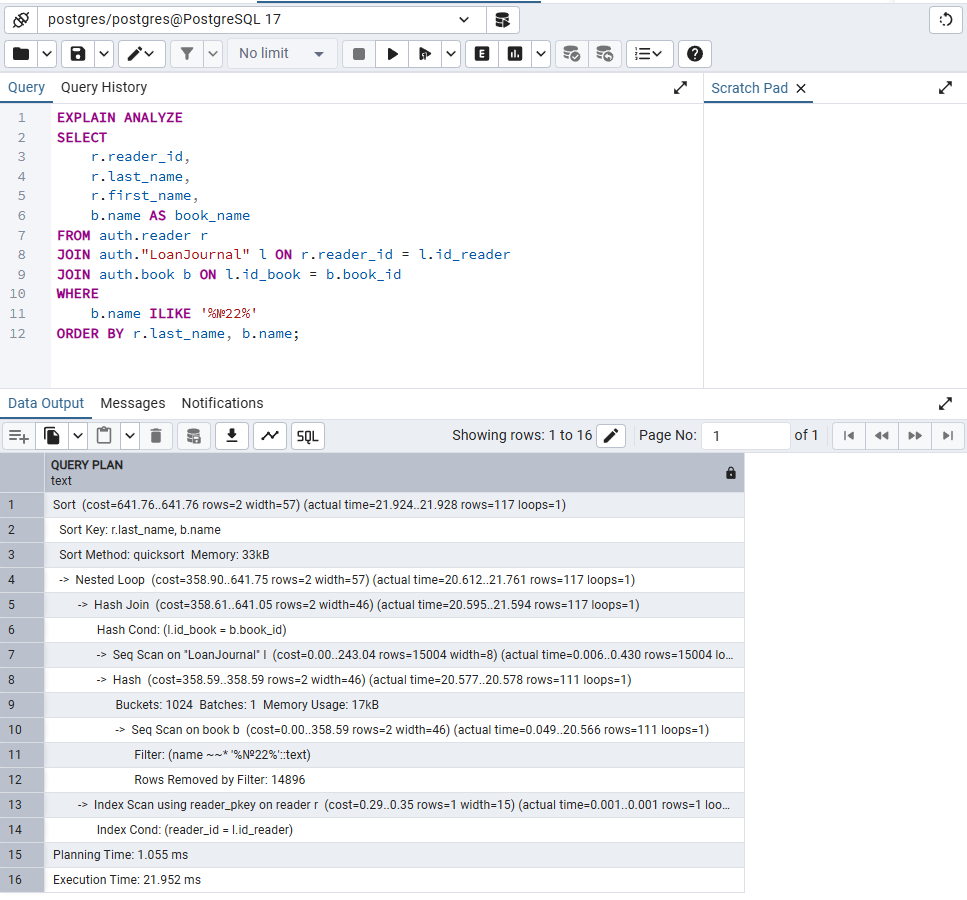 postgres/postgres@PostgreSQL 17
No limit
E
Query Query History
Scratch Pad
1 EXPLAIN ANALYZE
2 SELECT
3 r.reader_id,
4 r.last_name,
5 r.first_name,
6 b.name AS book_name
7 FROM auth.reader r
8 JOIN auth."LoanJournal" l ON r.reader_id = l.id_reader
9 JOIN auth.book b ON l.id_book = b.book_id
10 WHERE
11 b.name ILIKE '%№22%'
12 ORDER BY r.last_name, b.name;
Data Output Messages Notifications
SQL Showing rows: 1 to 16 Page No: 1 of 1
QUERY PLAN
text
1 Sort (cost=641.76..641.76 rows=2 width=57) (actual time=21.924..21.928 rows=117 loops=1)
2 Sort Key: r.last_name, b.name
3 Sort Method: quicksort Memory: 33kB
4 -> Nested Loop (cost=358.90..641.75 rows=2 width=57) (actual time=20.612..21.761 rows=117 loops=1)
5 -> Hash Join (cost=358.61..641.05 rows=2 width=46) (actual time=20.595..21.594 rows=117 loops=1)
6 Hash Cond: (l.id_book = b.book_id)
7 -> Seq Scan on "LoanJournal" l (cost=0.00..243.04 rows=15004 width=8) (actual time=0.006..0.430 rows=15004 lo...
8 -> Hash (cost=358.59..358.59 rows=2 width=46) (actual time=20.577..20.578 rows=111 loops=1)
9 Buckets: 1024 Batches: 1 Memory Usage: 17kB
10 -> Seq Scan on book b (cost=0.00..358.59 rows=2 width=46) (actual time=0.049..20.566 rows=111 loops=1)
11 Filter: (name ~~* '%№22%'::text)
12 Rows Removed by Filter: 14896
13 -> Index Scan using reader_pkey on reader r (cost=0.29..0.35 rows=1 width=15) (actual time=0.001..0.001 rows=1 loo...
14 Index Cond: (reader_id = l.id_reader)
15 Planning Time: 1.055 ms
16 Execution Time: 21.952 ms